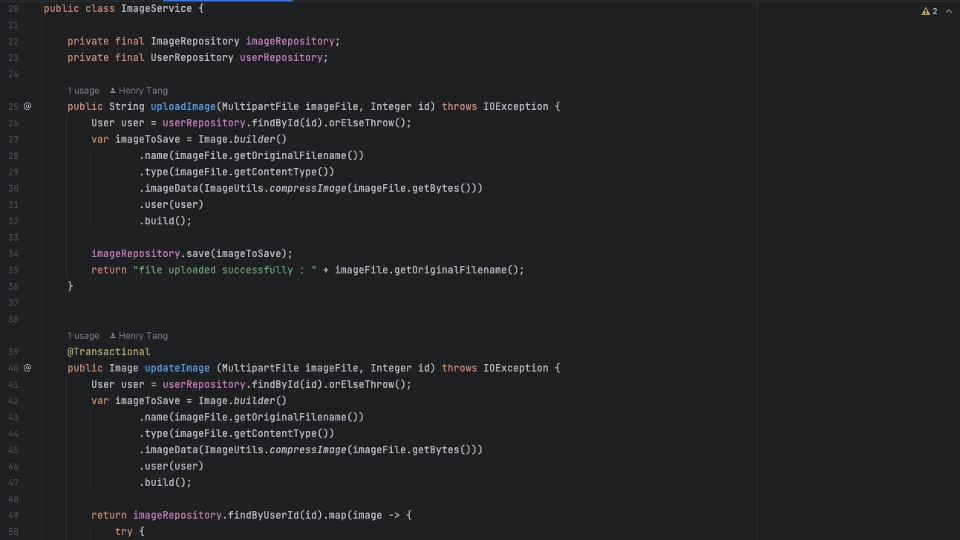 20 public class ImageService {
2
21
22 private final ImageRepository imageRepository;
23 private final UserRepository userRepository;
24
1 usage Henry Tang
25 @ public String uploadImage(MultipartFile imageFile, Integer id) throws IOException {
26 User user = userRepository.findById(id).orElseThrow();
27 var imageToSave = Image.builder()
28 .name(imageFile.getOriginalFilename())
29 .type(imageFile.getContentType())
30 .imageData(ImageUtils.compressImage(imageFile.getBytes()))
31 .user(user)
32 .build();
33
34 imageRepository.save(imageToSave);
35 return "file uploaded successfully : " + imageFile.getOriginalFilename();
36 }
37
38
1 usage Henry Tang
39 @Transactional
40 @ public Image updateImage (MultipartFile imageFile, Integer id) throws IOException {
41 User user = userRepository.findById(id).orElseThrow();
42 var imageToSave = Image.builder()
43 .name(imageFile.getOriginalFilename())
44 .type(imageFile.getContentType())
45 .imageData(ImageUtils.compressImage(imageFile.getBytes()))
46 .user(user)
47 .build();
48
49 return imageRepository.findByUserId(id).map(image -> {
50 try {